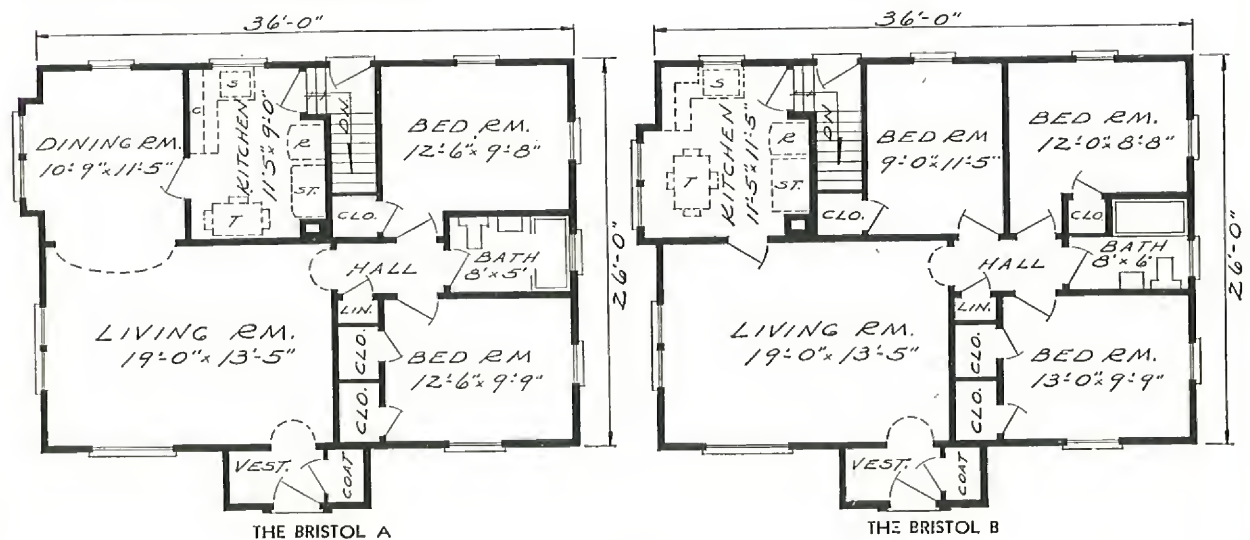 36'-0"
DINING RM.
10'-9" x 11'-5"
C
S
KITCHEN
11'-5" x 9'-0"
R
ST.
T
DN.
CLO.
BED RM.
12'-6" x 9'-8"
HALL
BATH
8' x 5'
LIVING RM.
19'-0" x 13'-5"
LIN.
CLO.
CLO.
BED RM
12'-6" x 9'-9"
VEST.
COAT
26'-0"
THE BRISTOL A
36'-0"
S
KITCHEN
11'-5" x 11'-5"
T
R
ST.
DN
CLO.
BED RM
9'-0" x 11'-5"
BED RM.
12'-0" x 8'-8"
CLO.
BATH
8' x 6'
HALL
LIVING RM.
19'-0" x 13'-5"
LIN.
CLO.
CLO.
BED RM.
13'-0" x 9'-9"
VEST.
COAT
26'-0"
THE BRISTOL B